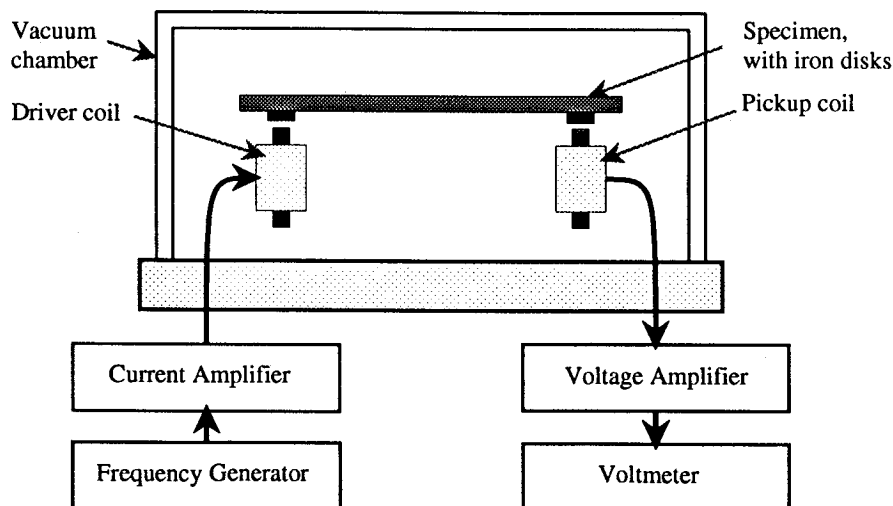 Vacuum
chamber
Specimen,
with iron disks
Driver coil
Pickup coil
Current Amplifier
Voltage Amplifier
Frequency Generator
Voltmeter